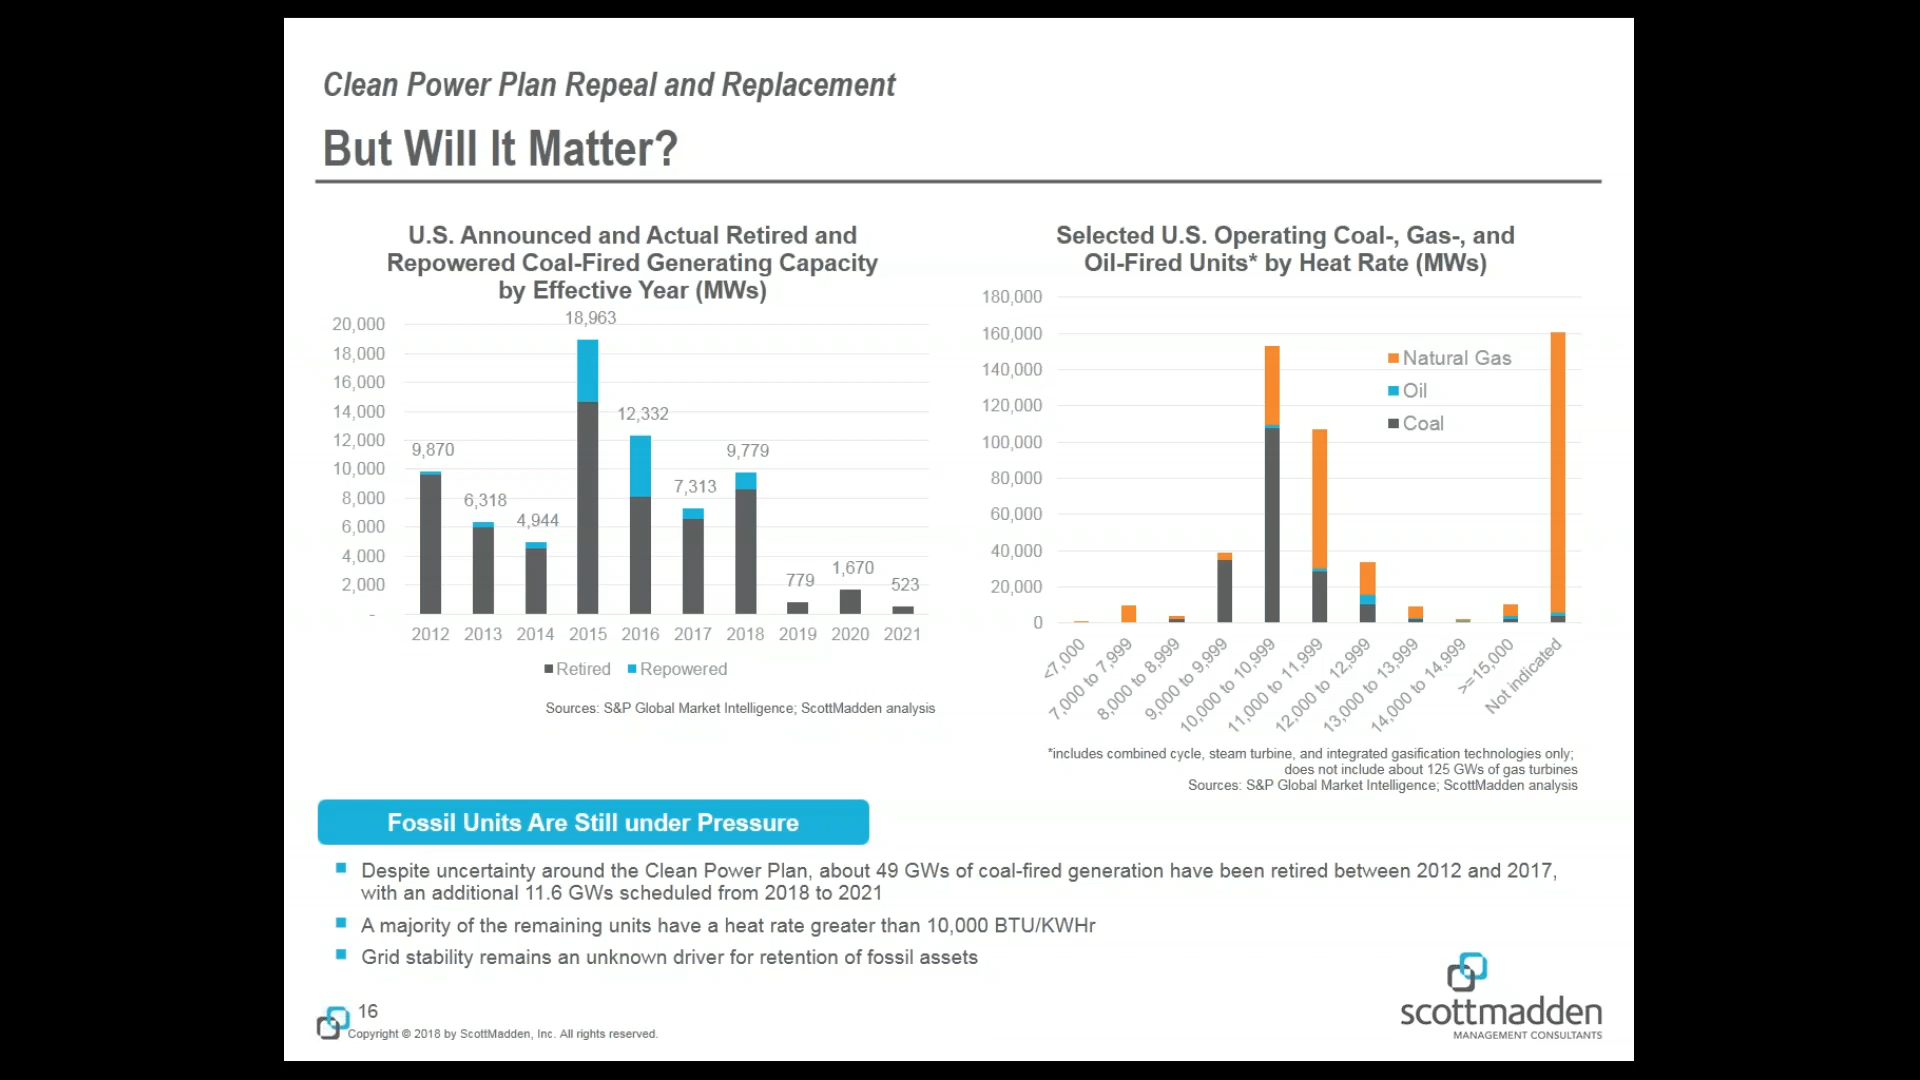 Clean Power Plan Repeal and Replacement
But Will It Matter?
U.S. Announced and Actual Retired and
Repowered Coal-Fired Generating Capacity
by Effective Year (MWs)
20,000
18,000
16,000
14,000
12,000
10,000
8,000
6,000
4,000
2,000
-
9,870
6,318
4,944
18,963
12,332
7,313
9,779
779
1,670
523
2012 2013 2014 2015 2016 2017 2018 2019 2020 2021
Retired Repowered
Sources: S&P Global Market Intelligence; ScottMadden analysis
Selected U.S. Operating Coal-, Gas-, and
Oil-Fired Units* by Heat Rate (MWs)
180,000
160,000
140,000
120,000
100,000
80,000
60,000
40,000
20,000
0
Natural Gas
Oil
Coal
<7,000
7,000 to 7,999
8,000 to 8,999
9,000 to 9,999
10,000 to 10,999
11,000 to 11,999
12,000 to 12,999
13,000 to 13,999
14,000 to 14,999
>=15,000
Not indicated
*includes combined cycle, steam turbine, and integrated gasification technologies only;
does not include about 125 GWs of gas turbines
Sources: S&P Global Market Intelligence; ScottMadden analysis
Fossil Units Are Still under Pressure
Despite uncertainty around the Clean Power Plan, about 49 GWs of coal-fired generation have been retired between 2012 and 2017,
with an additional 11.6 GWs scheduled from 2018 to 2021
A majority of the remaining units have a heat rate greater than 10,000 BTU/KWHr
Grid stability remains an unknown driver for retention of fossil assets
16
Copyright © 2018 by ScottMadden, Inc. All rights reserved.
scottmadden
MANAGEMENT CONSULTANTS